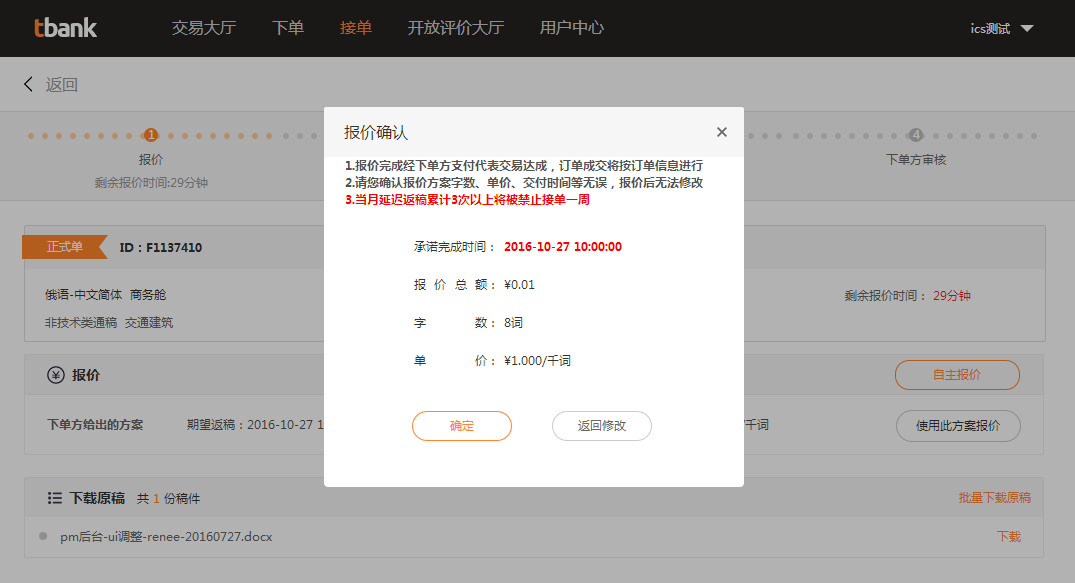 tbank 交易大厅 下单 接单 开放评价大厅 用户中心 ics测试
返回
1 4
报价 下单方审核
剩余报价时间:29分钟
报价确认 ×
1.报价完成经下单方支付代表交易达成，订单成交将按订单信息进行
2.请您确认报价方案字数、单价、交付时间等无误，报价后无法修改
3.当月延迟返稿累计3次以上将被禁止接单一周
承诺完成时间： 2016-10-27 10:00:00
报价总额： ¥0.01
字数： 8词
单价： ¥1.000/千词
确定 返回修改
正式单 ID：F1137410
俄语-中文简体 商务舱 剩余报价时间： 29分钟
非技术类通稿 交通建筑
¥ 报价 自主报价
下单方给出的方案 期望返稿：2016-10-27 1 /千词 使用此方案报价
下载原稿 共 1 份稿件 批量下载原稿
pm后台-ui调整-renee-20160727.docx 下载